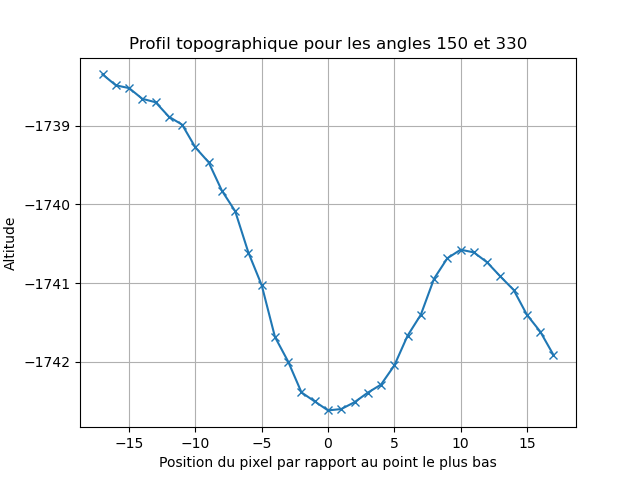 Profil topographique pour les angles 150 et 330
Altitude
−1739
−1740
−1741
−1742
−15 −10 −5 0 5 10 15
Position du pixel par rapport au point le plus bas